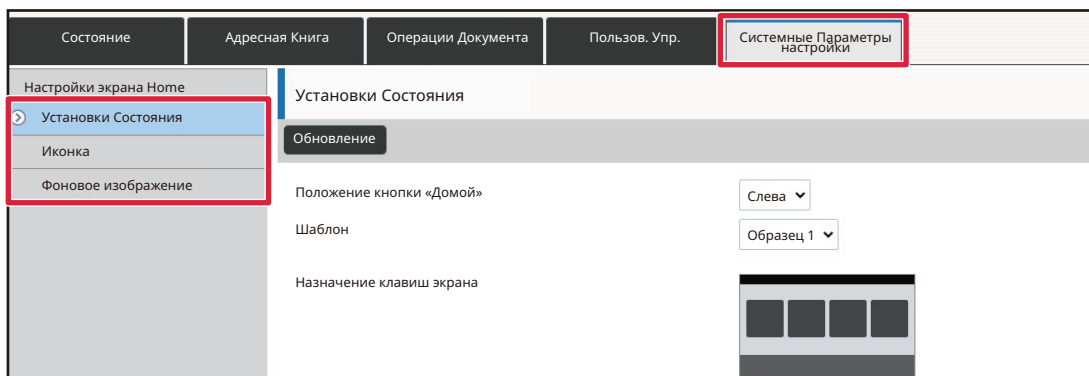 Состояние
Адресная Книга
Операции Документа
Пользов. Упр.
Системные Параметры
настройки
Настройки экрана Home
Установки Состояния
Иконка
Фоновое изображение
Установки Состояния
Обновление
Положение кнопки «Домой»
Слева
Шаблон
Образец 1
Назначение клавиш экрана